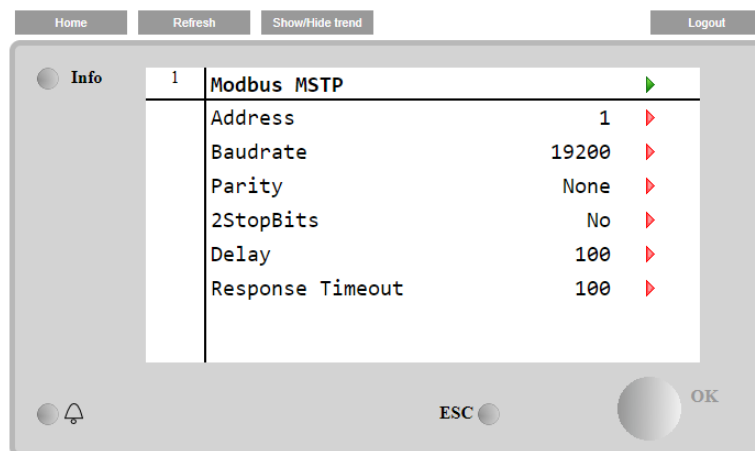 Home Refresh Show/Hide trend Logout
Info
1 Modbus MSTP
Address 1
Baudrate 19200
Parity None
2StopBits No
Delay 100
Response Timeout 100
ESC OK